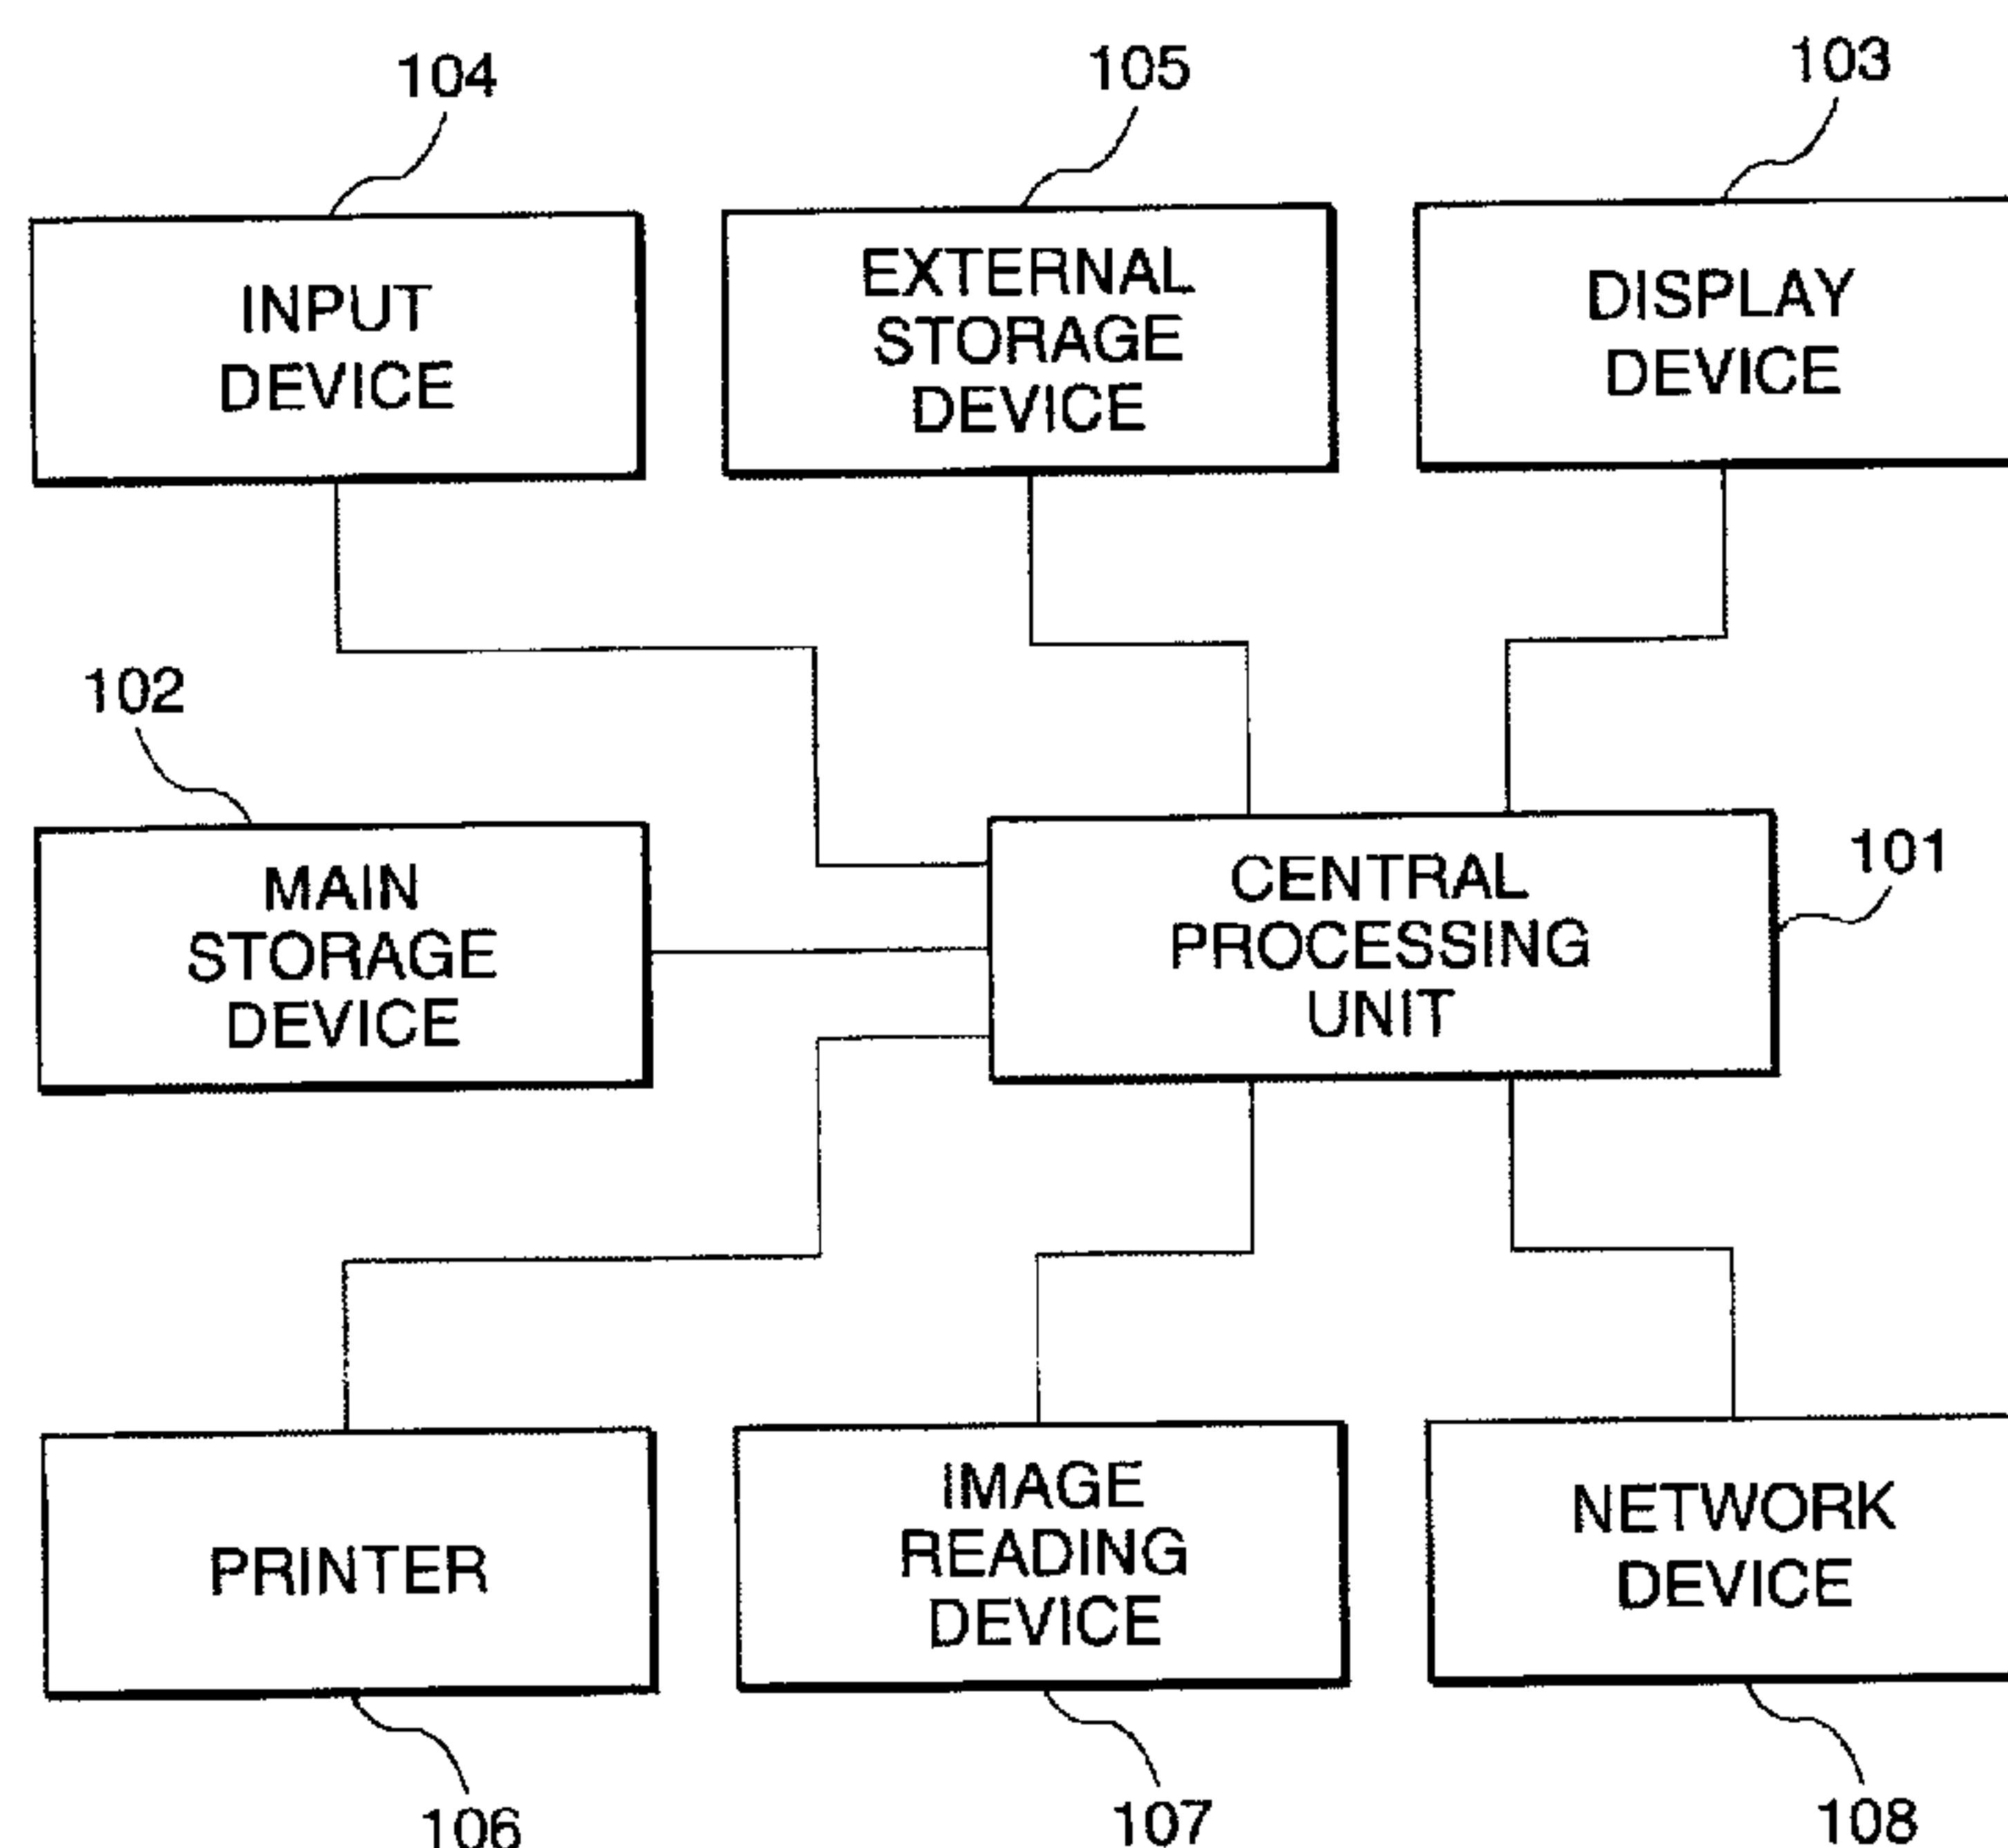 104
105
103
INPUT
DEVICE
EXTERNAL
STORAGE
DEVICE
DISPLAY
DEVICE
102
101
MAIN
STORAGE
DEVICE
CENTRAL
PROCESSING
UNIT
PRINTER
IMAGE
READING
DEVICE
NETWORK
DEVICE
106
107
108